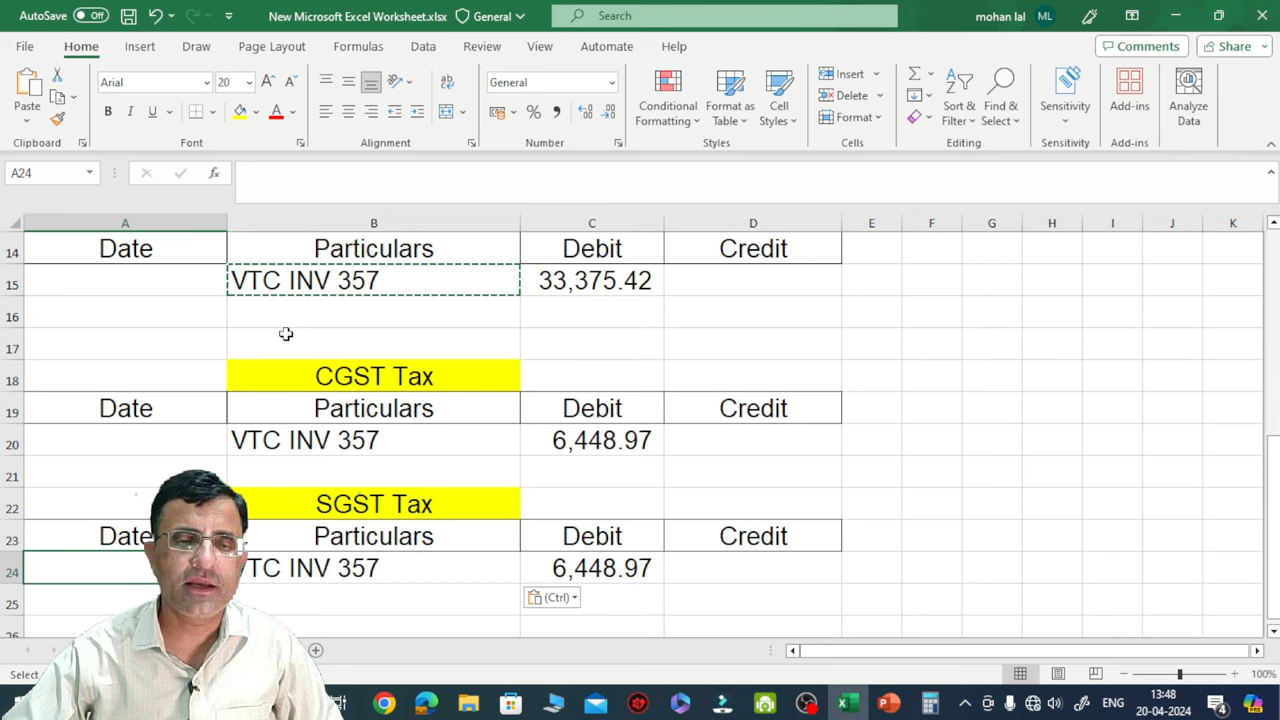 AutoSave Off New Microsoft Excel Worksheet.xlsx General Search mohan lal ML
File Home Insert Draw Page Layout Formulas Data Review View Automate Help Comments Share
Paste Arial 20 General Conditional Formatting Format as Table Cell Styles Insert Delete Format Sort & Filter Find & Select Sensitivity Add-ins Analyze Data
Clipboard Font Alignment Number Styles Cells Editing Sensitivity Add-ins
A24 fx
A B C D E F G H I J K
14 Date Particulars Debit Credit
15 VTC INV 357 33,375.42
16
17
18 CGST Tax
19 Date Particulars Debit Credit
20 VTC INV 357 6,448.97
21
22 SGST Tax
23 Date Particulars Debit Credit
24 VTC INV 357 6,448.97
25 (Ctrl)
26
Select 100%
ENG 13:48
20-04-2024 4